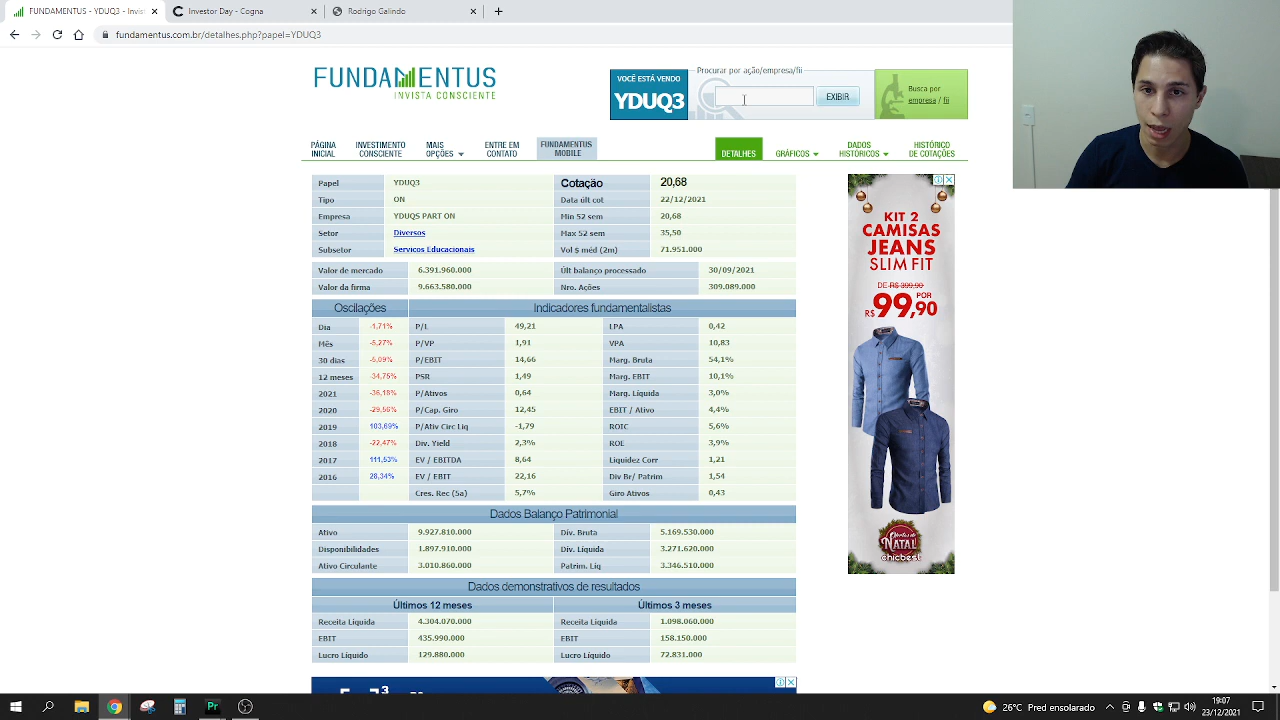 FUNDAMENTUS - YDUQ3 - Invis
Investor Day - Cogna
Rodrigo Galindo
fundamentus.com.br/detalhes.php?papel=YDUQ3
FUNDAMENTUS
INVISTA CONSCIENTE
VOCÊ ESTÁ VENDO
YDUQ3
Procurar por ação/empresa/fii
EXIBIR
Busca por
empresa / fii
PÁGINA INICIAL
INVESTIMENTO CONSCIENTE
MAIS OPÇÕES
ENTRE EM CONTATO
FUNDAMENTUS MOBILE
DETALHES
GRÁFICOS
DADOS HISTÓRICOS
HISTÓRICO DE COTAÇÕES
Papel YDUQ3 Cotação 20,68
Tipo ON Data últ cot 22/12/2021
Empresa YDUQS PART ON Min 52 sem 20,68
Setor Diversos Max 52 sem 35,50
Subsetor Serviços Educacionais Vol $ méd (2m) 71.951.000
Valor de mercado 6.391.960.000 Últ balanço processado 30/09/2021
Valor da firma 9.663.580.000 Nro. Ações 309.089.000
Oscilações Indicadores fundamentalistas
Dia -1,71% P/L 49,21 LPA 0,42
Mês -5,27% P/VP 1,91 VPA 10,83
30 dias -5,09% P/EBIT 14,66 Marg. Bruta 54,1%
12 meses -34,75% PSR 1,49 Marg. EBIT 10,1%
2021 -36,18% P/Ativos 0,64 Marg. Líquida 3,0%
2020 -29,56% P/Cap. Giro 12,45 EBIT / Ativo 4,4%
2019 103,69% P/Ativ Circ Liq -1,79 ROIC 5,6%
2018 -22,47% Div. Yield 2,3% ROE 3,9%
2017 111,53% EV / EBITDA 8,64 Liquidez Corr 1,21
2016 28,34% EV / EBIT 22,16 Div Br/ Patrim 1,54
Cres. Rec (5a) 5,7% Giro Ativos 0,43
Dados Balanço Patrimonial
Ativo 9.927.810.000 Dív. Bruta 5.169.530.000
Disponibilidades 1.897.910.000 Dív. Líquida 3.271.620.000
Ativo Circulante 3.010.860.000 Patrim. Líq 3.346.510.000
Dados demonstrativos de resultados
Últimos 12 meses Últimos 3 meses
Receita Líquida 4.304.070.000 Receita Líquida 1.098.060.000
EBIT 435.990.000 EBIT 158.150.000
Lucro Líquido 129.880.000 Lucro Líquido 72.831.000
KIT 2
CAMISAS
JEANS
SLIM FIT
DE R$ 399,90
POR
R$ 99,90
Ofertas de
NATAL
chicbest
19:07
23/12/2021